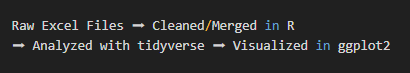 Raw Excel Files ➡ Cleaned/Merged in R
➡ Analyzed with tidyverse ➡ Visualized in ggplot2